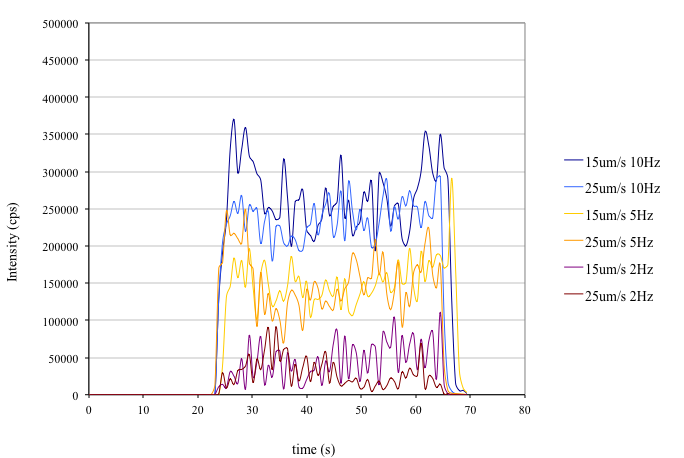 500000
450000
400000
350000
300000
250000
200000
150000
100000
50000
0
0 10 20 30 40 50 60 70 80
Intensity (cps)
time (s)
15um/s 10Hz
25um/s 10Hz
15um/s 5Hz
25um/s 5Hz
15um/s 2Hz
25um/s 2Hz